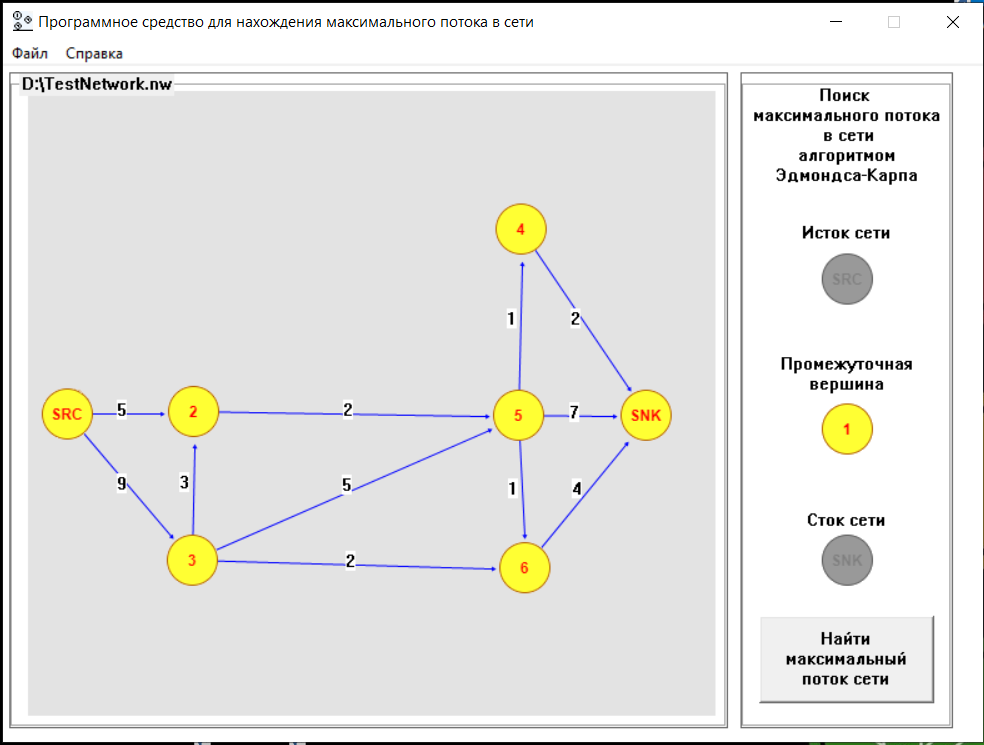 Программное средство для нахождения максимального потока в сети
Файл Справка
D:\TestNetwork.nw
4
1
2
SRC
5
2
2
5
7
SNK
9
3
5
1
4
3
2
6
Поиск
максимального потока
в сети
алгоритмом
Эдмондса-Карпа
Исток сети
SRC
Промежуточная
вершина
1
Сток сети
SNK
Найти
максимальный
поток сети